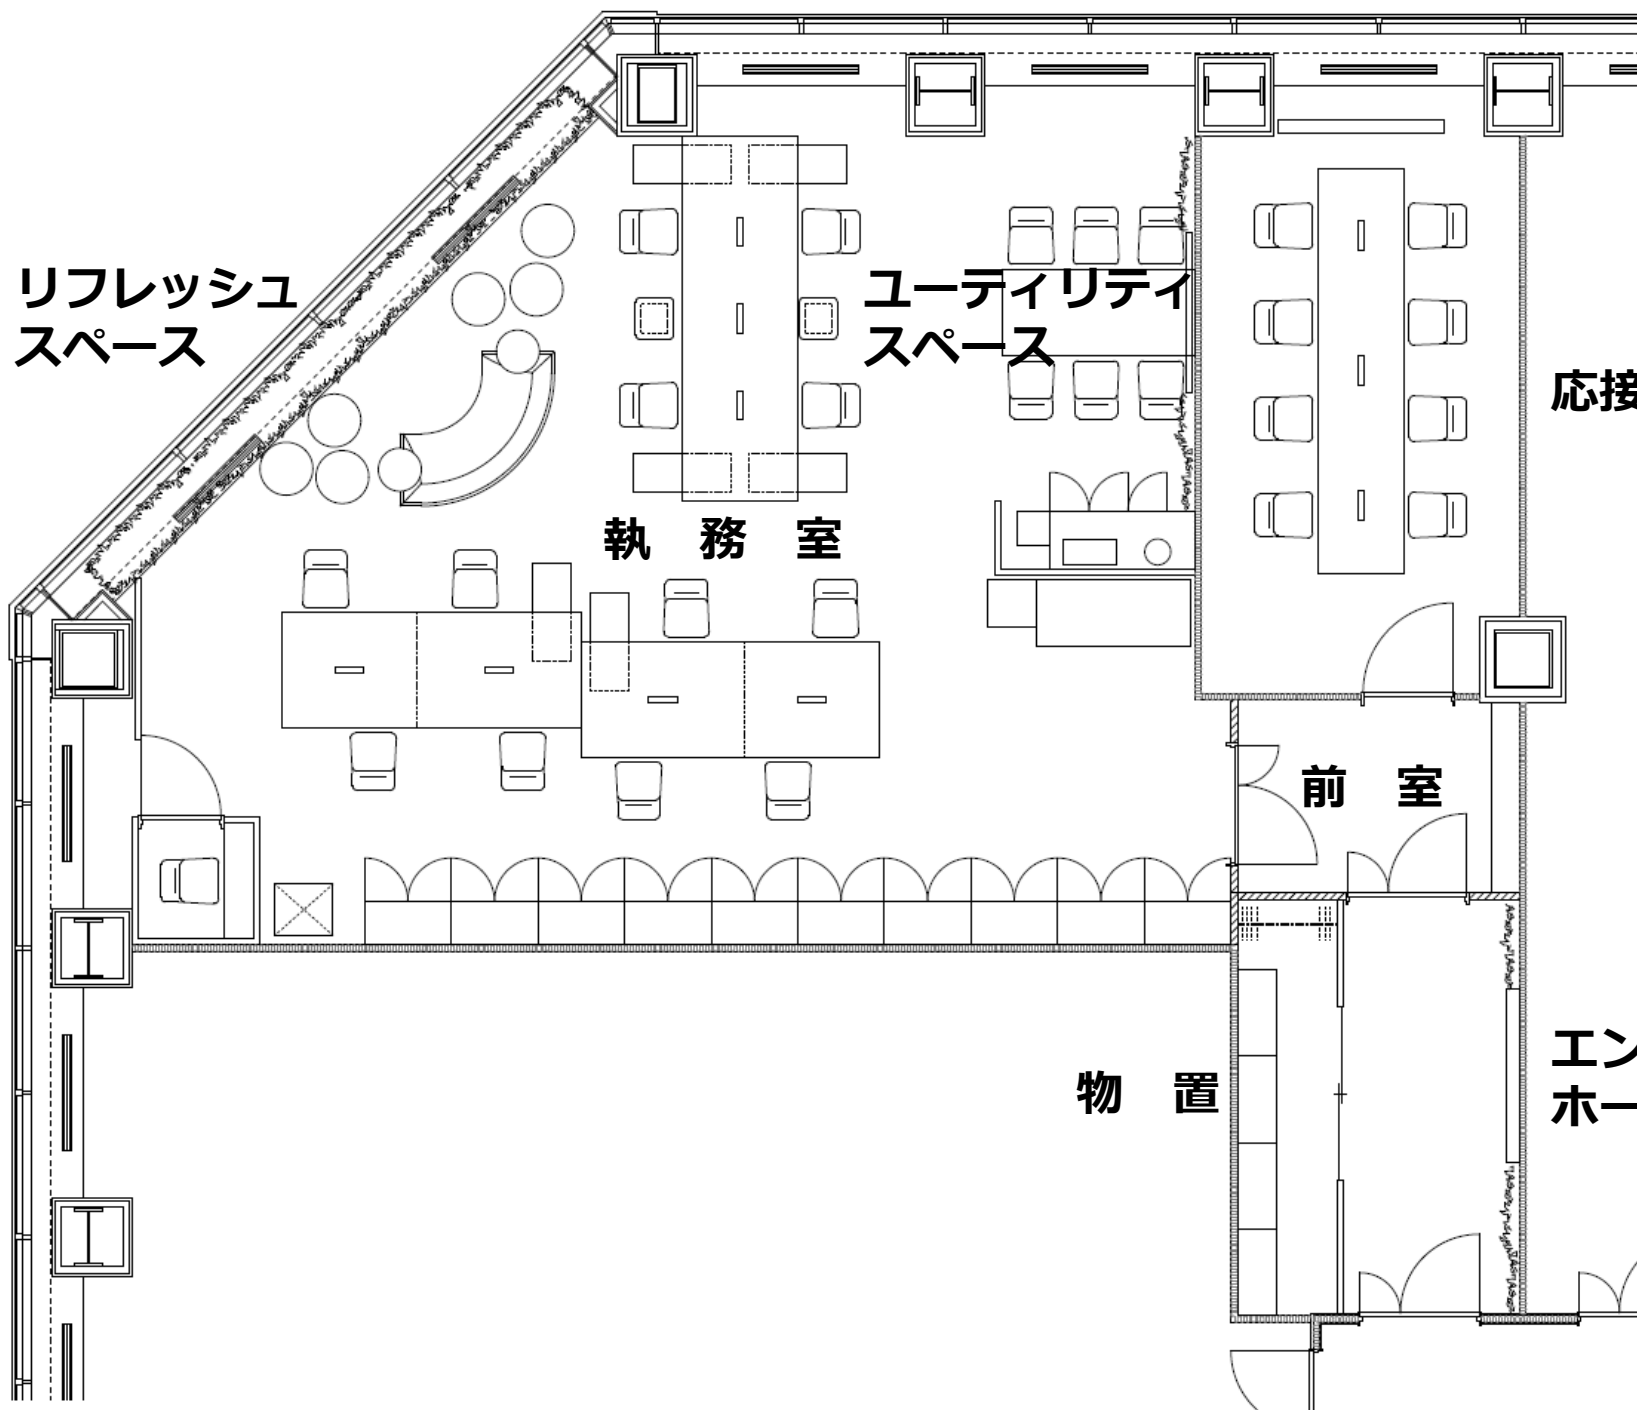 リフレッシュ
スペース
ユーティリティ
スペース
応接
執　務　室
前　室
物　置
エン
ホー